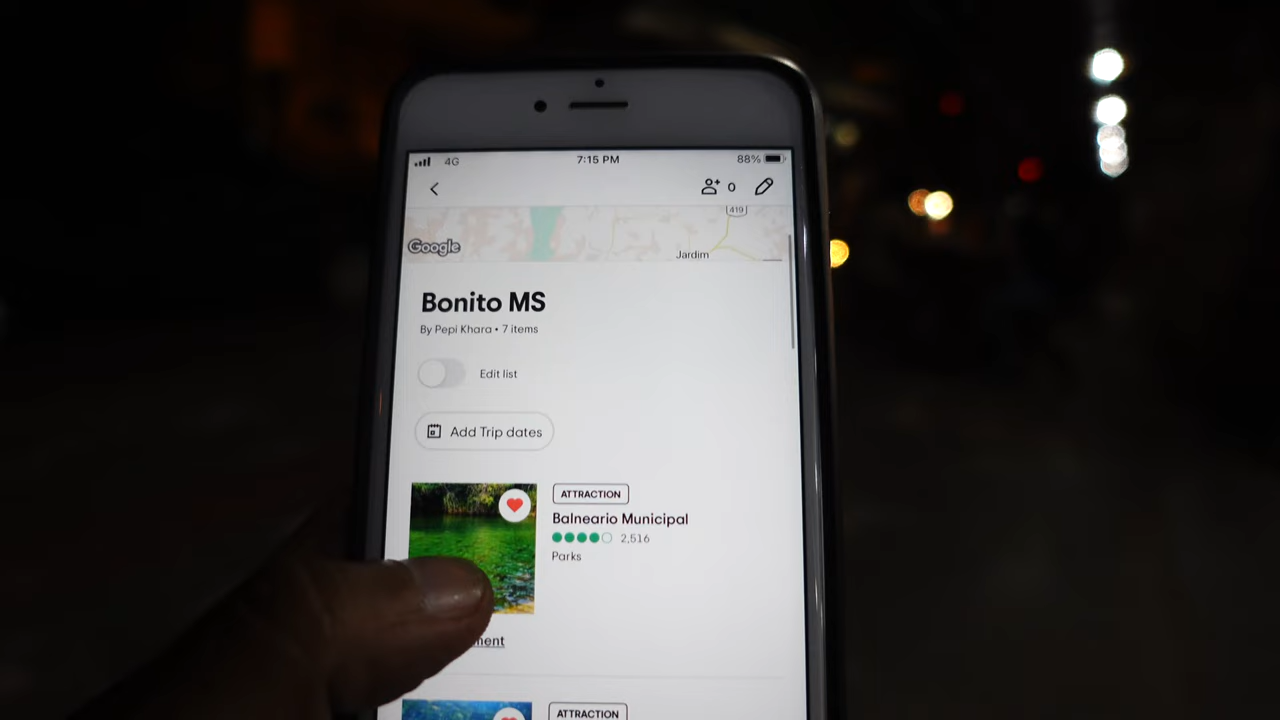 4G 7:15 PM 88%
0
419
Google
Jardim
Bonito MS
By Pepi Khara • 7 items
Edit list
Add Trip dates
ATTRACTION
Balneario Municipal
2,516
Parks
ATTRACTION